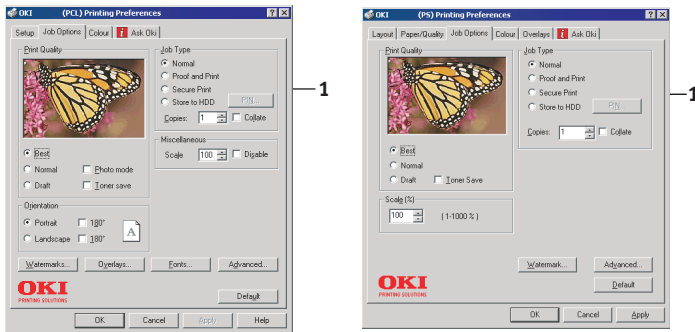 OKI (PCL) Printing Preferences
Setup Job Options Colour Ask Oki
Print Quality
Best
Normal Photo mode
Draft Toner save
Orientation
Portrait 180°
Landscape 180°
A
Job Type
Normal
Proof and Print
Secure Print
Store to HDD PIN...
Copies: 1 Collate
Miscellaneous
Scale 100 Disable
Watermarks... Overlays... Fonts... Advanced...
OKI
PRINTING SOLUTIONS
Default
OK Cancel Apply Help
1
OKI (PS) Printing Preferences
Layout Paper/Quality Job Options Colour Overlays Ask Oki
Print Quality
Best
Normal
Draft Toner Save
Scale (%)
100 (1-1000 %)
Job Type
Normal
Proof and Print
Secure Print
Store to HDD PIN
Copies: 1 Collate
Watermark... Advanced...
OKI
PRINTING SOLUTIONS
Default
OK Cancel Apply
1